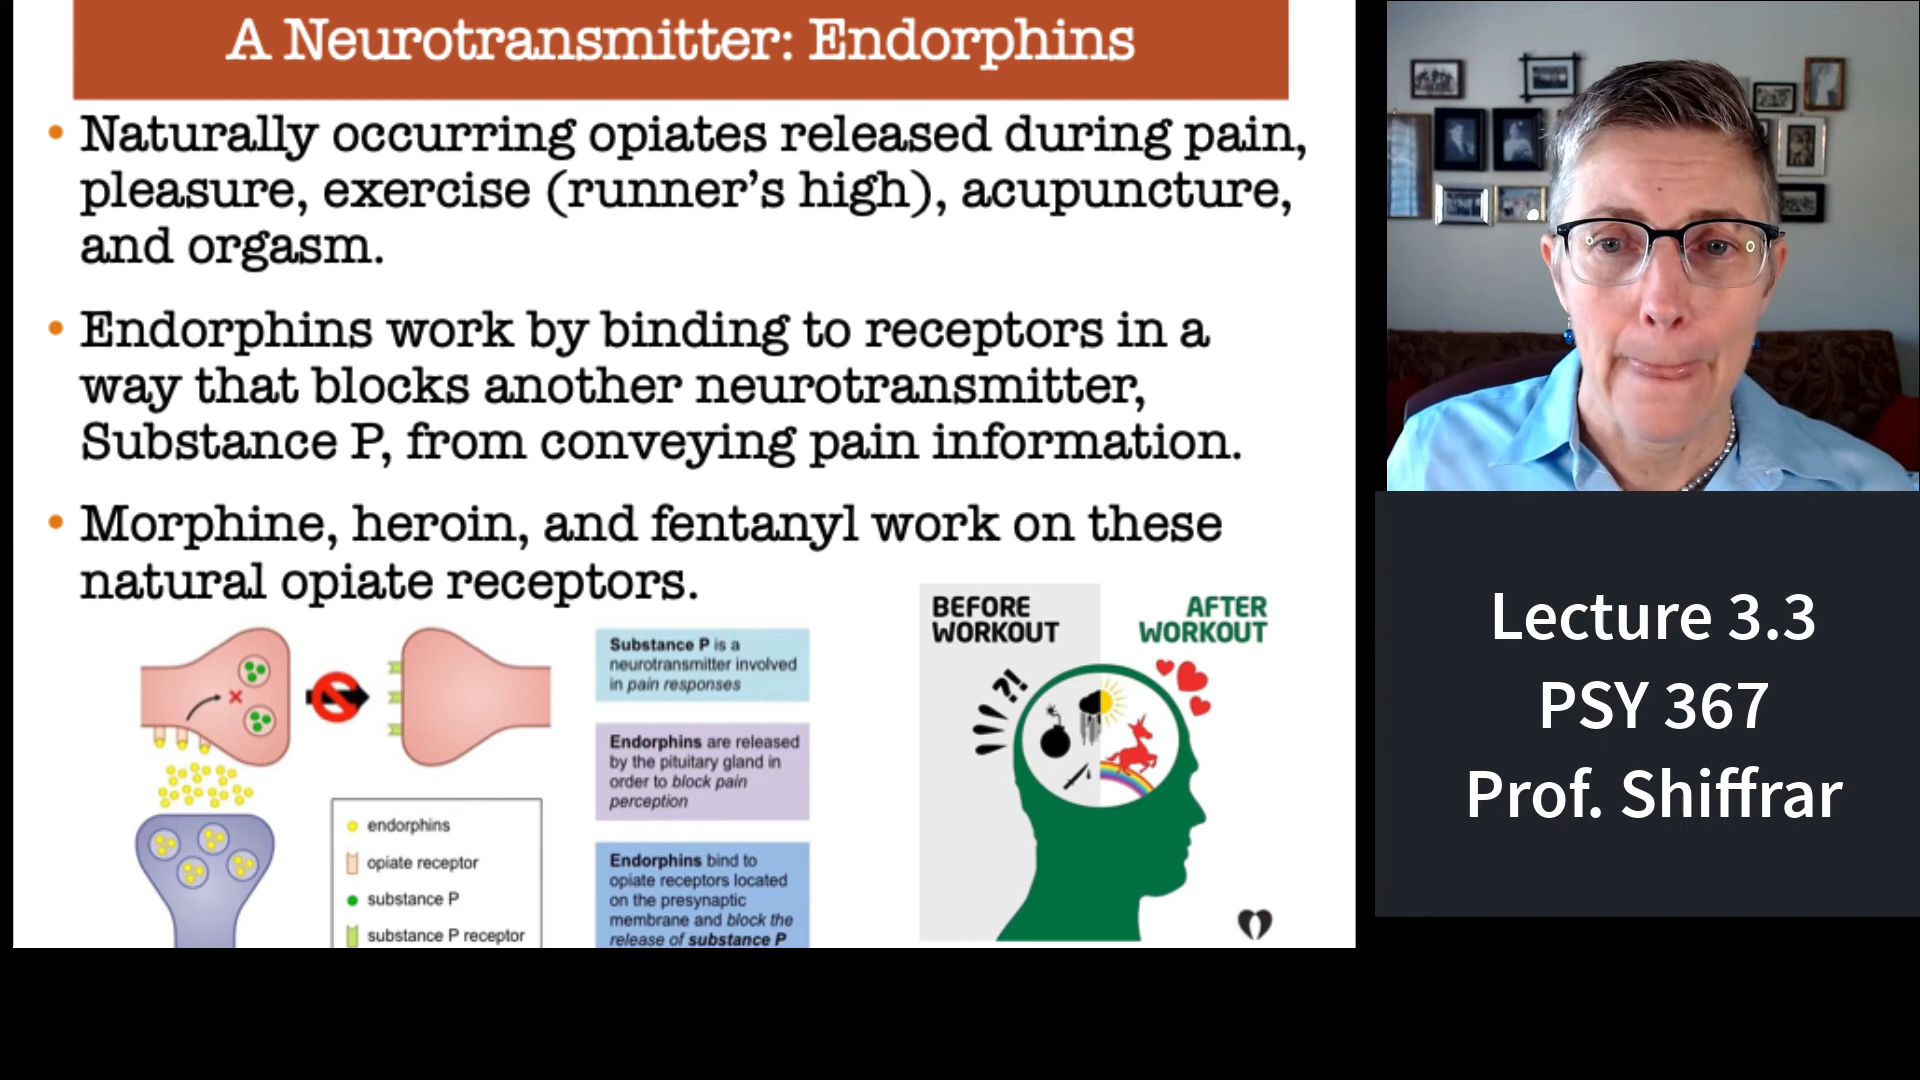 A Neurotransmitter: Endorphins
• Naturally occurring opiates released during pain,
pleasure, exercise (runner’s high), acupuncture,
and orgasm.
• Endorphins work by binding to receptors in a
way that blocks another neurotransmitter,
Substance P, from conveying pain information.
• Morphine, heroin, and fentanyl work on these
natural opiate receptors.
endorphins
opiate receptor
substance P
substance P receptor
Substance P is a
neurotransmitter involved
in pain responses
Endorphins are released
by the pituitary gland in
order to block pain
perception
Endorphins bind to
opiate receptors located
on the presynaptic
membrane and block the
release of substance P
BEFORE
WORKOUT
AFTER
WORKOUT
?!
Lecture 3.3
PSY 367
Prof. Shiffrar